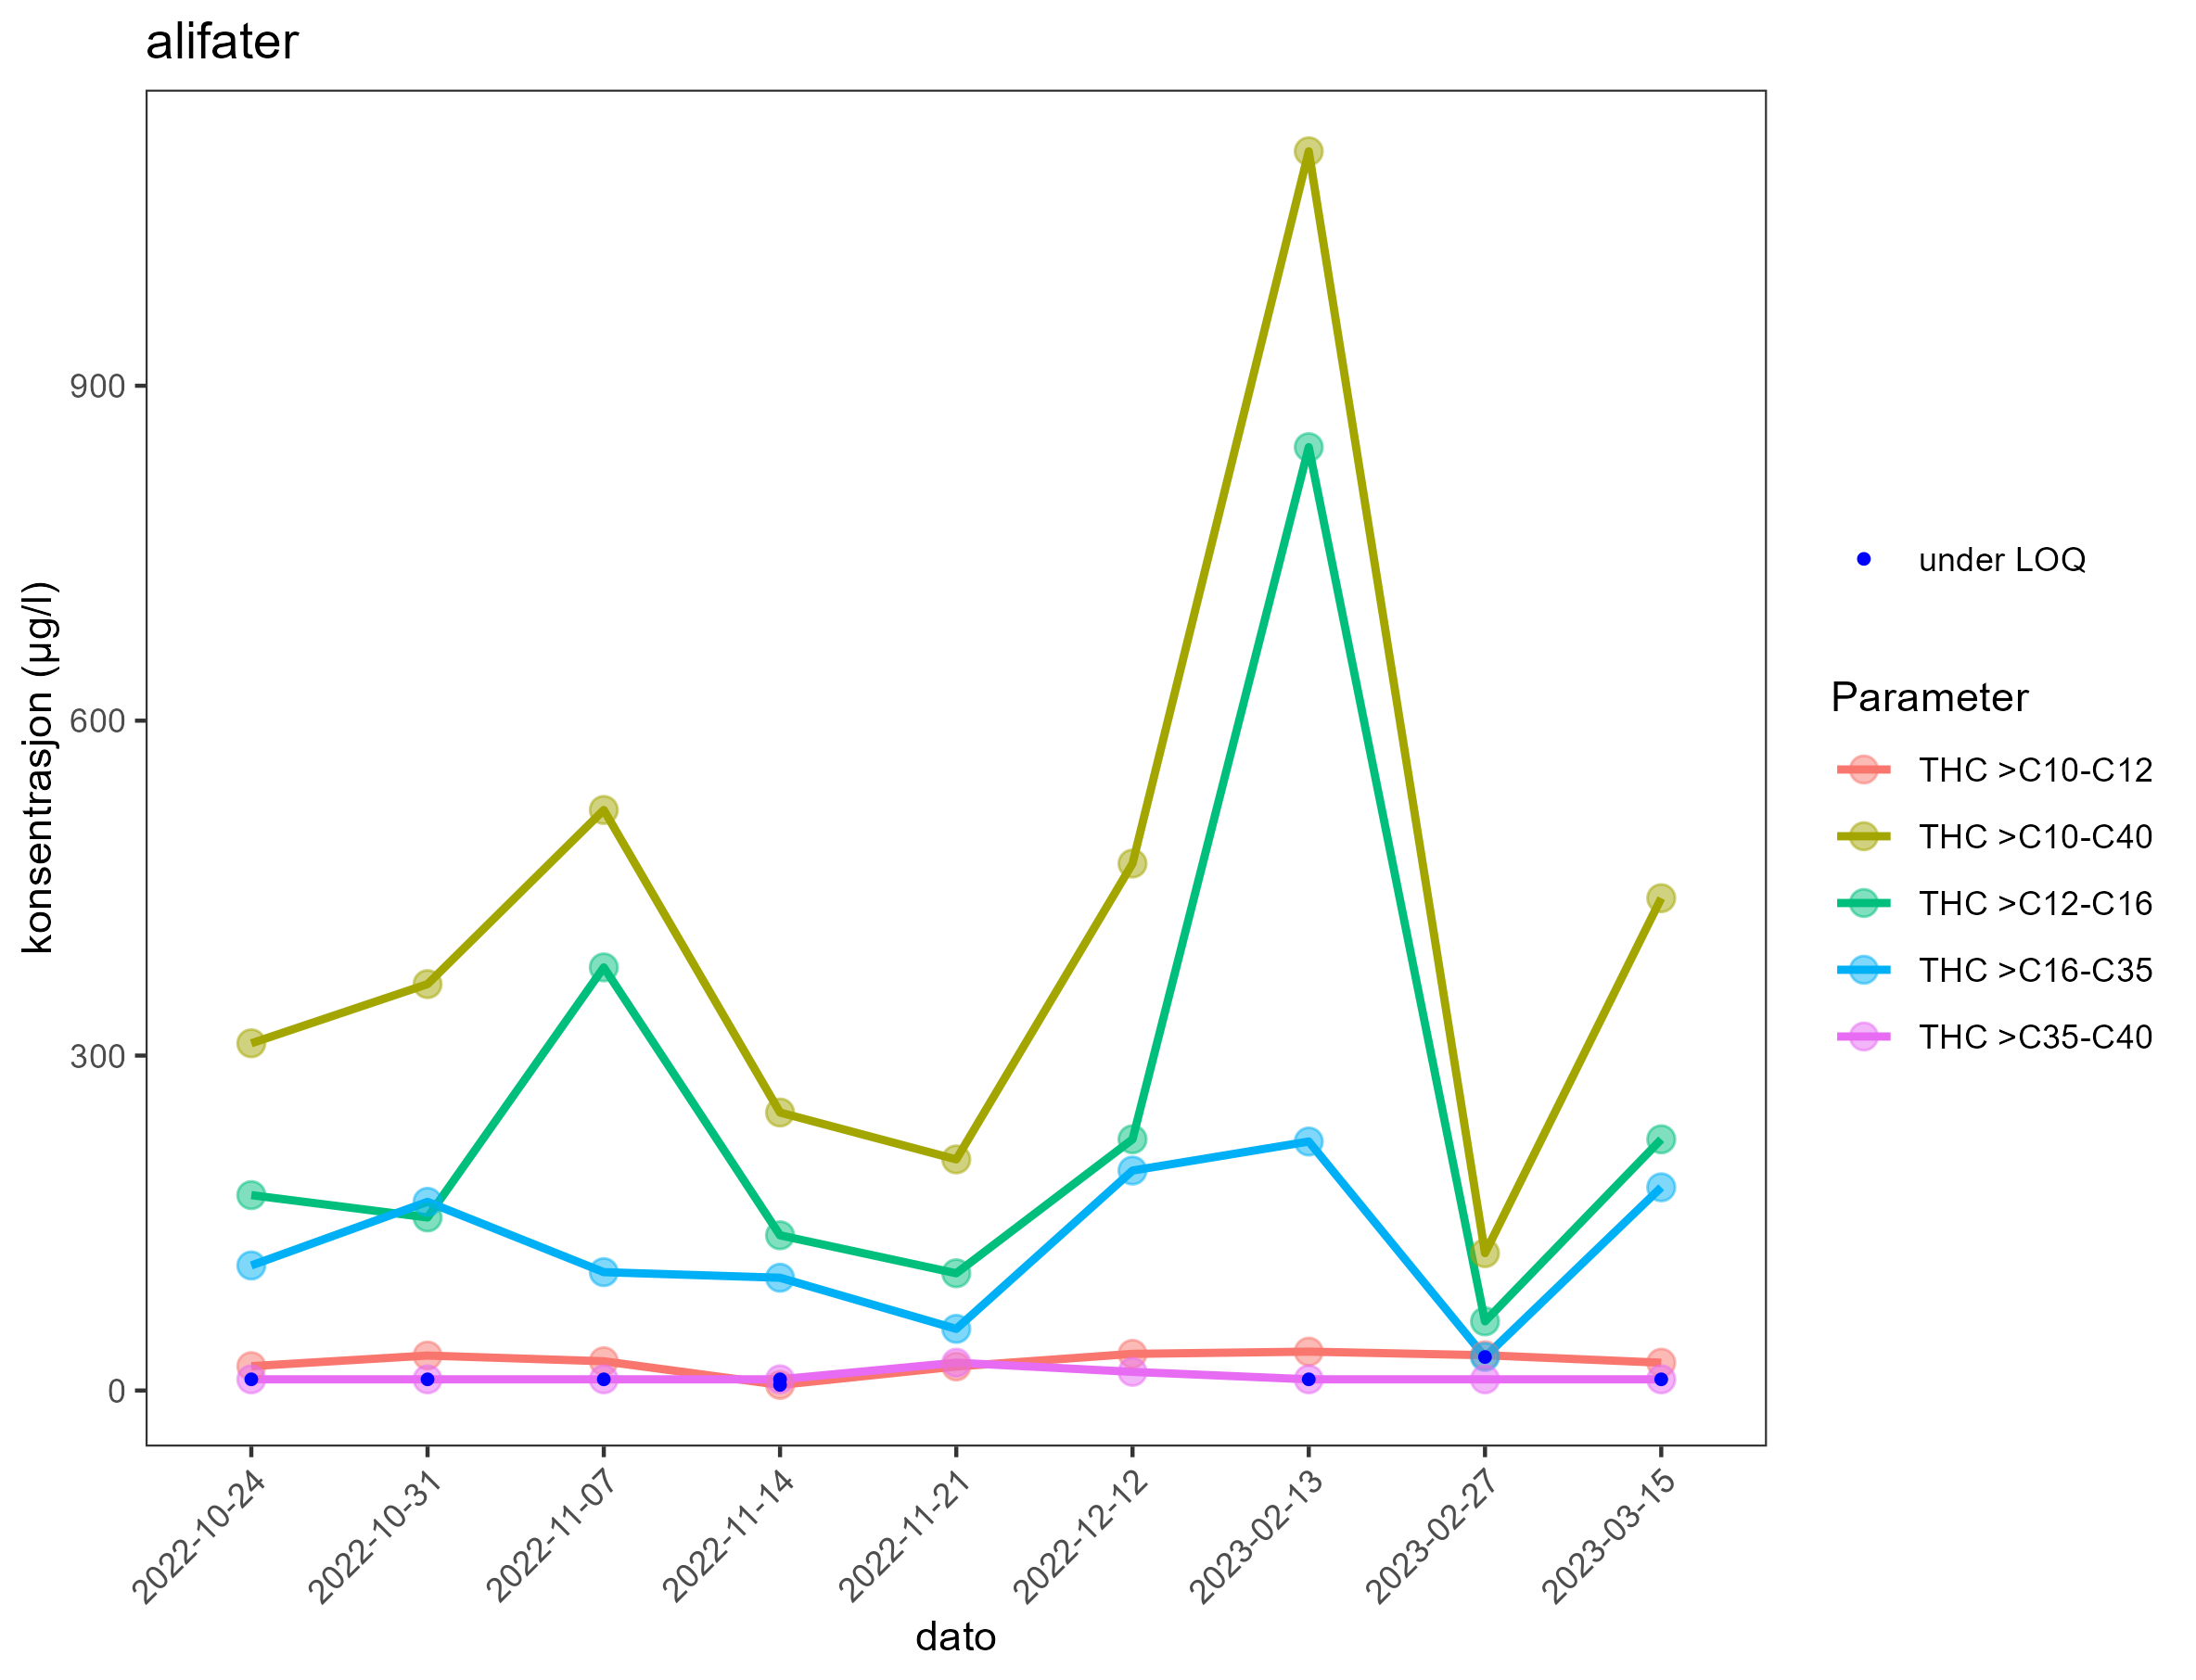 alifater
konsentrasjon (µg/l)
900
600
300
0
2022-10-24
2022-10-31
2022-11-07
2022-11-14
2022-11-21
2022-12-12
2023-02-13
2023-02-27
2023-03-15
dato
under LOQ
Parameter
THC >C10-C12
THC >C10-C40
THC >C12-C16
THC >C16-C35
THC >C35-C40